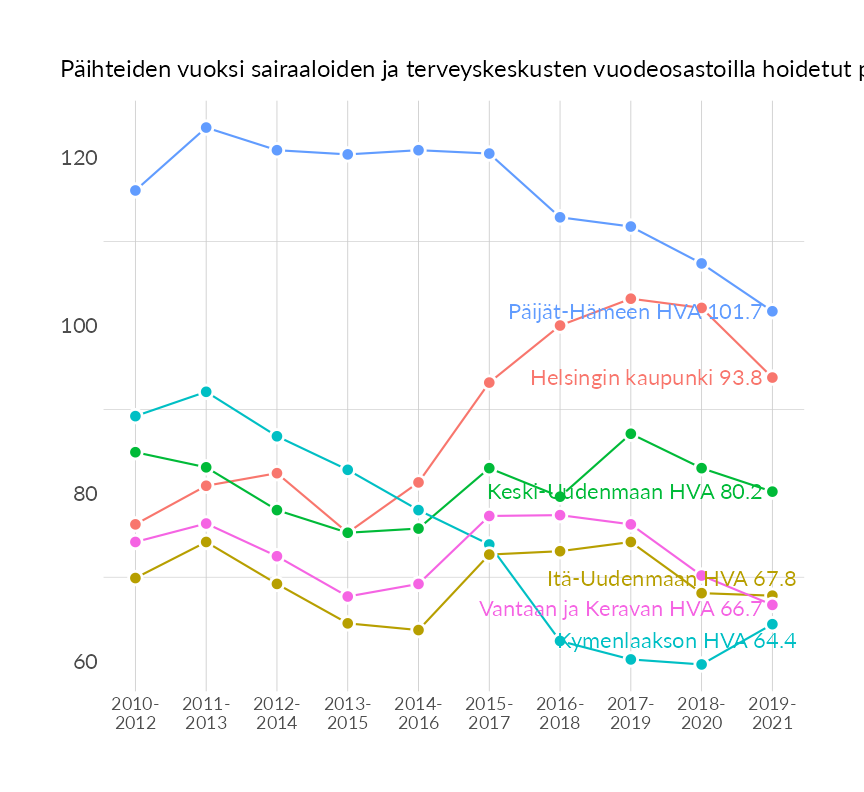 Päihteiden vuoksi sairaaloiden ja terveyskeskusten vuodeosastoilla hoidetut
120
100
80
60
Päijät-Hämeen HVA 101.7
Helsingin kaupunki 93.8
Keski-Uudenmaan HVA 80.2
Itä-Uudenmaan HVA 67.8
Vantaan ja Keravan HVA 66.7
Kymenlaakson HVA 64.4
2010-2012
2011-2013
2012-2014
2013-2015
2014-2016
2015-2017
2016-2018
2017-2019
2018-2020
2019-2021